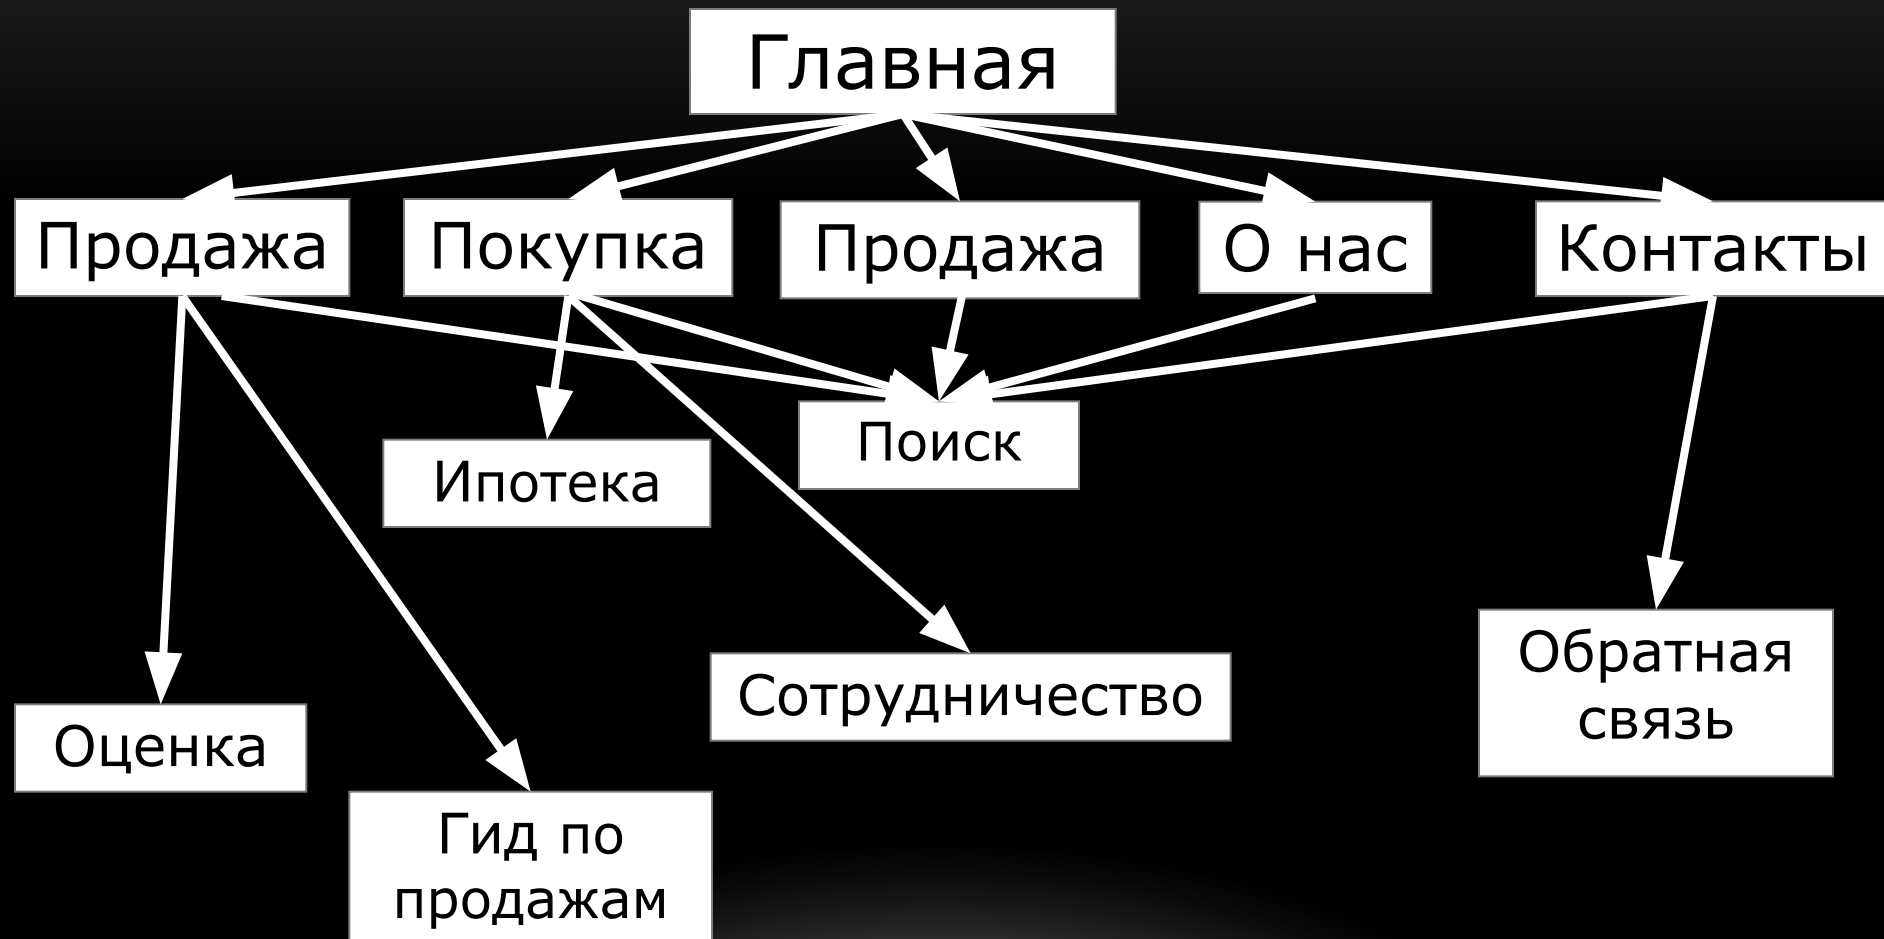 Главная
Продажа
Покупка
Продажа
О нас
Контакты
Поиск
Ипотека
Сотрудничество
Обратная
связь
Оценка
Гид по
продажам